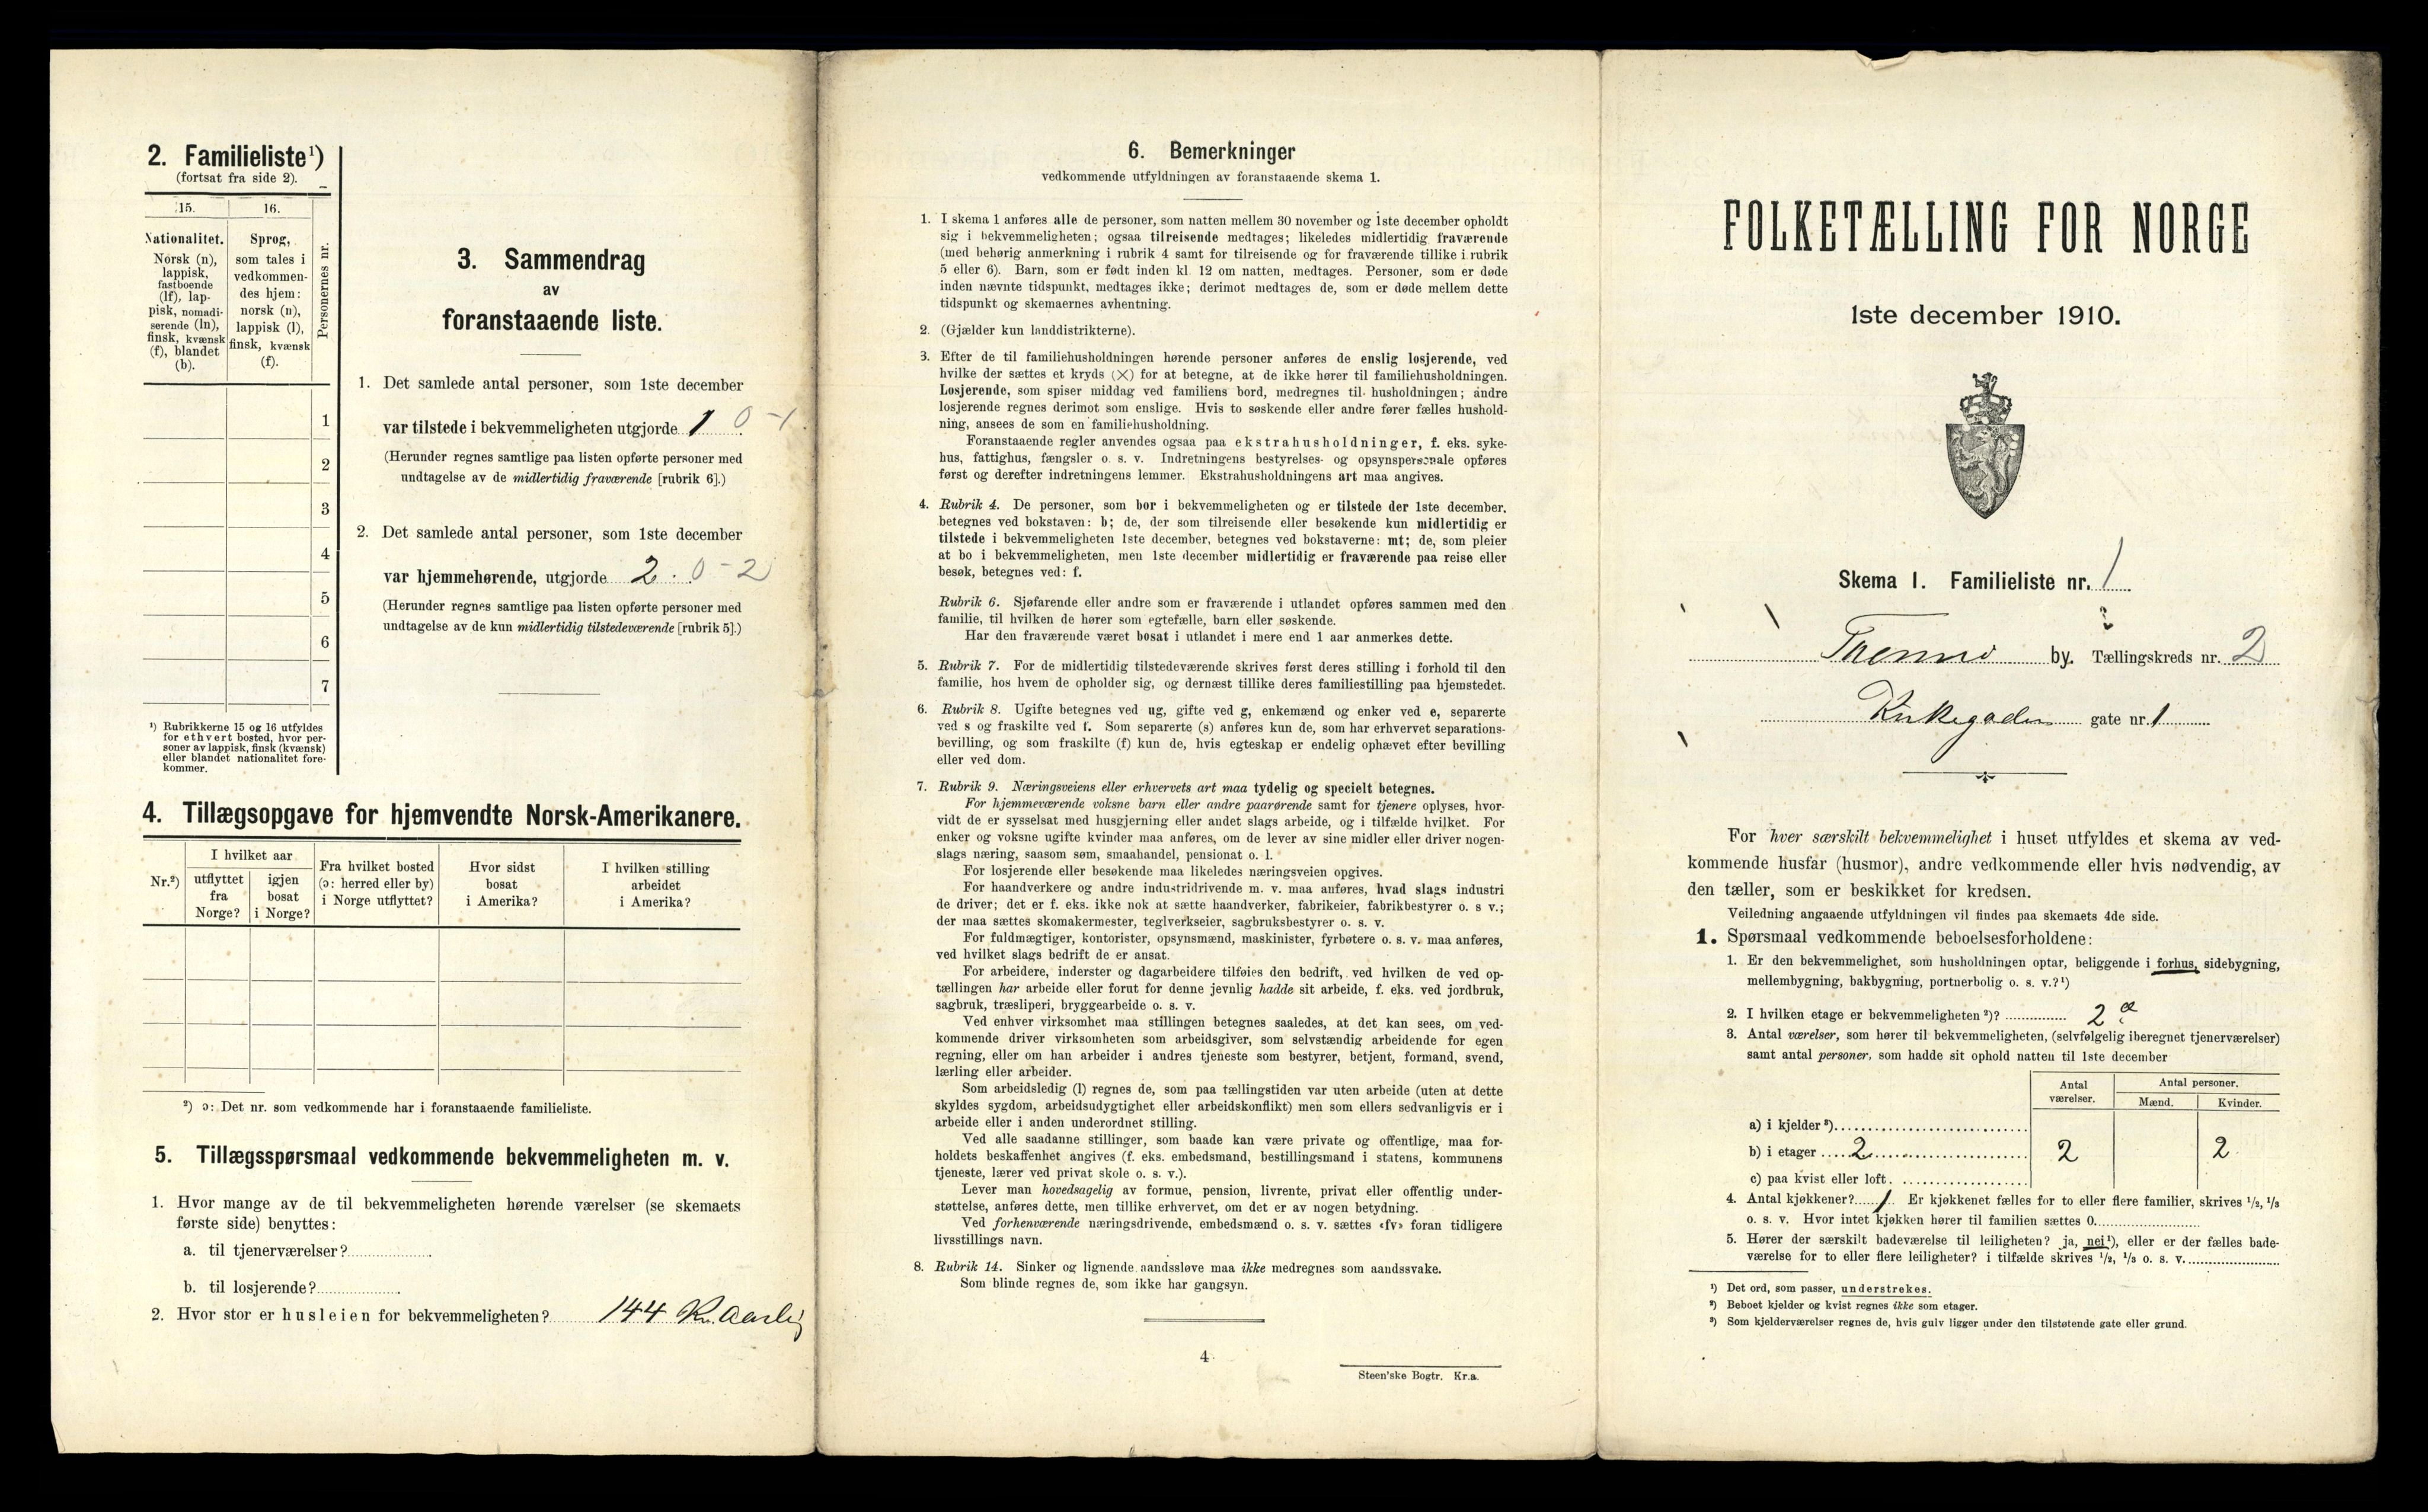 2. Familieliste¹)
(fortsat fra side 2).
15.
16.
Nationalitet.
Norsk (n),
lappisk,
fastboende
(lf), lap-
pisk, nomadi-
serende (ln),
finsk, kvænsk
(f), blandet
(b).
Sprog,
som tales i
vedkommen-
des hjem:
norsk (n),
lappisk (l),
finsk, kvænsk
(f).
Personernes nr.
1
2
3
4
5
6
7
¹) Rubrikkerne 15 og 16 utfyldes
for ethvert bosted, hvor per-
soner av lappisk, finsk (kvænsk)
eller blandet nationalitet fore-
kommer.
3. Sammendrag
av
foranstaaende liste.
1. Det samlede antal personer, som 1ste december
var tilstede i bekvemmeligheten utgjorde 1 0-1
(Herunder regnes samtlige paa listen opførte personer med
undtagelse av de midlertidig fraværende [rubrik 6].)
2. Det samlede antal personer, som 1ste december
var hjemmehørende, utgjorde 2. 0-2
(Herunder regnes samtlige paa listen opførte personer med
undtagelse av de kun midlertidig tilstedeværende [rubrik 5].)
4. Tillægsopgave for hjemvendte Norsk-Amerikanere.
Nr.²)
I hvilket aar
utflyttet
fra
Norge?
igjen
bosat
i Norge?
Fra hvilket bosted
(ɔ: herred eller by)
i Norge utflyttet?
Hvor sidst
bosat
i Amerika?
I hvilken stilling
arbeidet
i Amerika?
²) ɔ: Det nr. som vedkommende har i foranstaaende familieliste.
5. Tillægsspørsmaal vedkommende bekvemmeligheten m. v.
1. Hvor mange av de til bekvemmeligheten hørende værelser (se skemaets
første side) benyttes:
a. til tjenerværelser?
b. til losjerende?
2. Hvor stor er husleien for bekvemmeligheten? 144 Kr. Aarlig
6. Bemerkninger
vedkommende utfyldningen av foranstaaende skema 1.
1. I skema 1 anføres alle de personer, som natten mellem 30 november og 1ste december opholdt
sig i bekvemmeligheten; ogsaa tilreisende medtages; likeledes midlertidig fraværende
(med behørig anmerkning i rubrik 4 samt for tilreisende og for fraværende tillike i rubrik
5 eller 6). Barn, som er født inden kl. 12 om natten, medtages. Personer, som er døde
inden nævnte tidspunkt, medtages ikke; derimot medtages de, som er døde mellem dette
tidspunkt og skemaernes avhentning.
2. (Gjælder kun landdistrikterne).
3. Efter de til familiehusholdningen hørende personer anføres de enslig losjerende, ved
hvilke der sættes et kryds (X) for at betegne, at de ikke hører til familiehusholdningen.
Losjerende, som spiser middag ved familiens bord, medregnes til husholdningen; andre
losjerende regnes derimot som enslige. Hvis to søskende eller andre fører fælles hushold-
ning, ansees de som en familiehusholdning.
Foranstaaende regler anvendes ogsaa paa ekstrahusholdninger, f. eks. syke-
hus, fattighus, fængsler o. s. v. Indretningens bestyrelses- og opsynspersonale opføres
først og derefter indretningens lemmer. Ekstrahusholdningens art maa angives.
4. Rubrik 4. De personer, som bor i bekvemmeligheten og er tilstede der 1ste december.
betegnes ved bokstaven: b; de, der som tilreisende eller besøkende kun midlertidig er
tilstede i bekvemmeligheten 1ste december, betegnes ved bokstaverne: mt; de, som pleier
at bo i bekvemmeligheten, men 1ste december midlertidig er fraværende paa reise eller
besøk, betegnes ved: f.
Rubrik 6. Sjøfarende eller andre som er fraværende i utlandet opføres sammen med den
familie, til hvilken de hører som egtefælle, barn eller søskende.
Har den fraværende været bosat i utlandet i mere end 1 aar anmerkes dette.
5. Rubrik 7. For de midlertidig tilstedeværende skrives først deres stilling i forhold til den
familie, hos hvem de opholder sig, og dernæst tillike deres familiestilling paa hjemstedet.
6. Rubrik 8. Ugifte betegnes ved ug, gifte ved g, enkemænd og enker ved e, separerte
ved s og fraskilte ved f. Som separerte (s) anføres kun de, som har erhvervet separations-
bevilling, og som fraskilte (f) kun de, hvis egteskap er endelig ophævet efter bevilling
eller ved dom.
7. Rubrik 9. Næringsveiens eller erhvervets art maa tydelig og specielt betegnes.
For hjemmeværende voksne barn eller andre paarørende samt for tjenere oplyses, hvor-
vidt de er sysselsat med husgjerning eller andet slags arbeide, og i tilfælde hvilket. For
enker og voksne ugifte kvinder maa anføres, om de lever av sine midler eller driver nogen-
slags næring, saasom søm, smaahandel, pensionat o. l.
For losjerende eller besøkende maa likeledes næringsveien opgives.
For haandverkere og andre industridrivende m. v. maa anføres, hvad slags industri
de driver; det er f. eks. ikke nok at sætte haandverker, fabrikeier, fabrikbestyrer o. s v.;
der maa sættes skomakermester, teglverkseier, sagbruksbestyrer o. s. v.
For fuldmægtiger, kontorister, opsynsmænd, maskinister, fyrbøtere o. s. v. maa anføres,
ved hvilket slags bedrift de er ansat.
For arbeidere, inderster og dagarbeidere tilføies den bedrift, ved hvilken de ved op-
tællingen har arbeide eller forut for denne jevnlig hadde sit arbeide, f. eks. ved jordbruk,
sagbruk, træsliperi, bryggearbeide o. s. v.
Ved enhver virksomhet maa stillingen betegnes saaledes, at det kan sees, om ved-
kommende driver virksomheten som arbeidsgiver, som selvstændig arbeidende for egen
regning, eller om han arbeider i andres tjeneste som bestyrer, betjent, formand, svend,
lærling eller arbeider.
Som arbeidsledig (l) regnes de, som paa tællingstiden var uten arbeide (uten at dette
skyldes sygdom, arbeidsudygtighet eller arbeidskonflikt) men som ellers sedvanligvis er i
arbeide eller i anden underordnet stilling.
Ved alle saadanne stillinger, som baade kan være private og offentlige, maa for-
holdets beskaffenhet angives (f. eks. embedsmand, bestillingsmand i statens, kommunens
tjeneste, lærer ved privat skole o. s. v.).
Lever man hovedsagelig av formue, pension, livrente, privat eller offentlig under-
støttelse, anføres dette, men tillike erhvervet, om det er av nogen betydning.
Ved forhenværende næringsdrivende, embedsmænd o. s. v. sættes «fv» foran tidligere
livsstillings navn.
8. Rubrik 14. Sinker og lignende aandssløve maa ikke medregnes som aandssvake.
Som blinde regnes de, som ikke har gangsyn.
4
Steen'ske Bogtr. Kr.a.
FOLKETÆLLING FOR NORGE
1ste december 1910.
Skema 1. Familieliste nr. 1
Tromsø by. Tællingskreds nr. 2
Kirkegaden gate nr. 1
For hver særskilt bekvemmelighet i huset utfyldes et skema av ved-
kommende husfar (husmor), andre vedkommende eller hvis nødvendig, av
den tæller, som er beskikket for kredsen.
Veiledning angaaende utfyldningen vil findes paa skemaets 4de side.
1. Spørsmaal vedkommende beboelsesforholdene:
1. Er den bekvemmelighet, som husholdningen optar, beliggende i forhus, sidebygning,
mellembygning, bakbygning, portnerbolig o. s. v.?¹)
2. I hvilken etage er bekvemmeligheten²)? 2
3. Antal værelser, som hører til bekvemmeligheten, (selvfølgelig iberegnet tjenerværelser)
samt antal personer, som hadde sit ophold natten til 1ste december
Antal
værelser.
Antal personer.
Mænd.
Kvinder.
a) i kjelder³)
b) i etager 2 2 2
c) paa kvist eller loft.
4. Antal kjøkkener? 1 Er kjøkkenet fælles for to eller flere familier, skrives 1/2, 1/3
o. s. v. Hvor intet kjøkken hører til familien sættes 0.
5. Hører der særskilt badeværelse til leiligheten? ja, nei¹), eller er der fælles bade-
værelse for to eller flere leiligheter? i tilfælde skrives 1/2, 1/3 o. s. v.
¹) Det ord, som passer, understrekes.
²) Beboet kjelder og kvist regnes ikke som etager.
³) Som kjelderværelser regnes de, hvis gulv ligger under den tilstøtende gate eller grund.